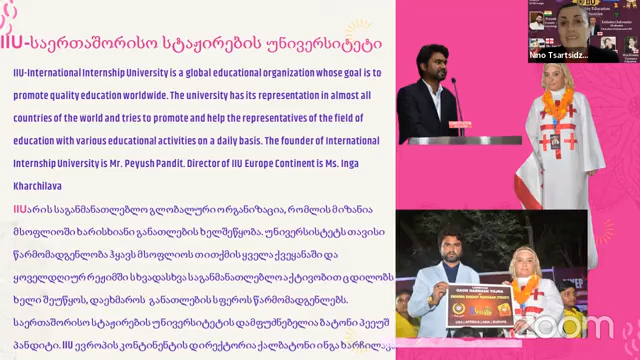 IIU-საერთაშორისო სტაჟირების უნივერსიტეტი
IIU-International Internship University is a global educational organization whose goal is to
promote quality education worldwide. The university has its representation in almost all
countries of the world and tries to promote and help the representatives of the field of
education with various educational activities on a daily basis. The founder of International
Internship University is Mr. Peyush Pandit. Director of IIU Europe Continent is Ms. Inga
Kharchilava
IIUარის საგანმანათლებლო გლობალური ორგანიზაცია, რომლის მიზანია
მსოფლიოში ხარისხიანი განათლების ხელშეწყობა. უნივერსისტეტს თავისი
წარმომადგენლობა ჰყავს მსოფლიოს თითქმის ყველა ქვეყანაში და
ყოველდღიურ რეჟიმში სხვადასხვა საგანმანათლებლო აქტივობით ცდილობს
ხელი შეუწყოს, დაეხმაროს განათლების სფეროს წარმომადგენლებს.
საერთაშორისო სტაჟირების უნივერსიტეტის დამფუძნებელია ბატონი პეიუშ
პანდიტი. IIU ევროპის კონტინენტის დირექტორია ქალბატონი ინგა ხარჩილავა
Nino Tsartsidz...
zoom